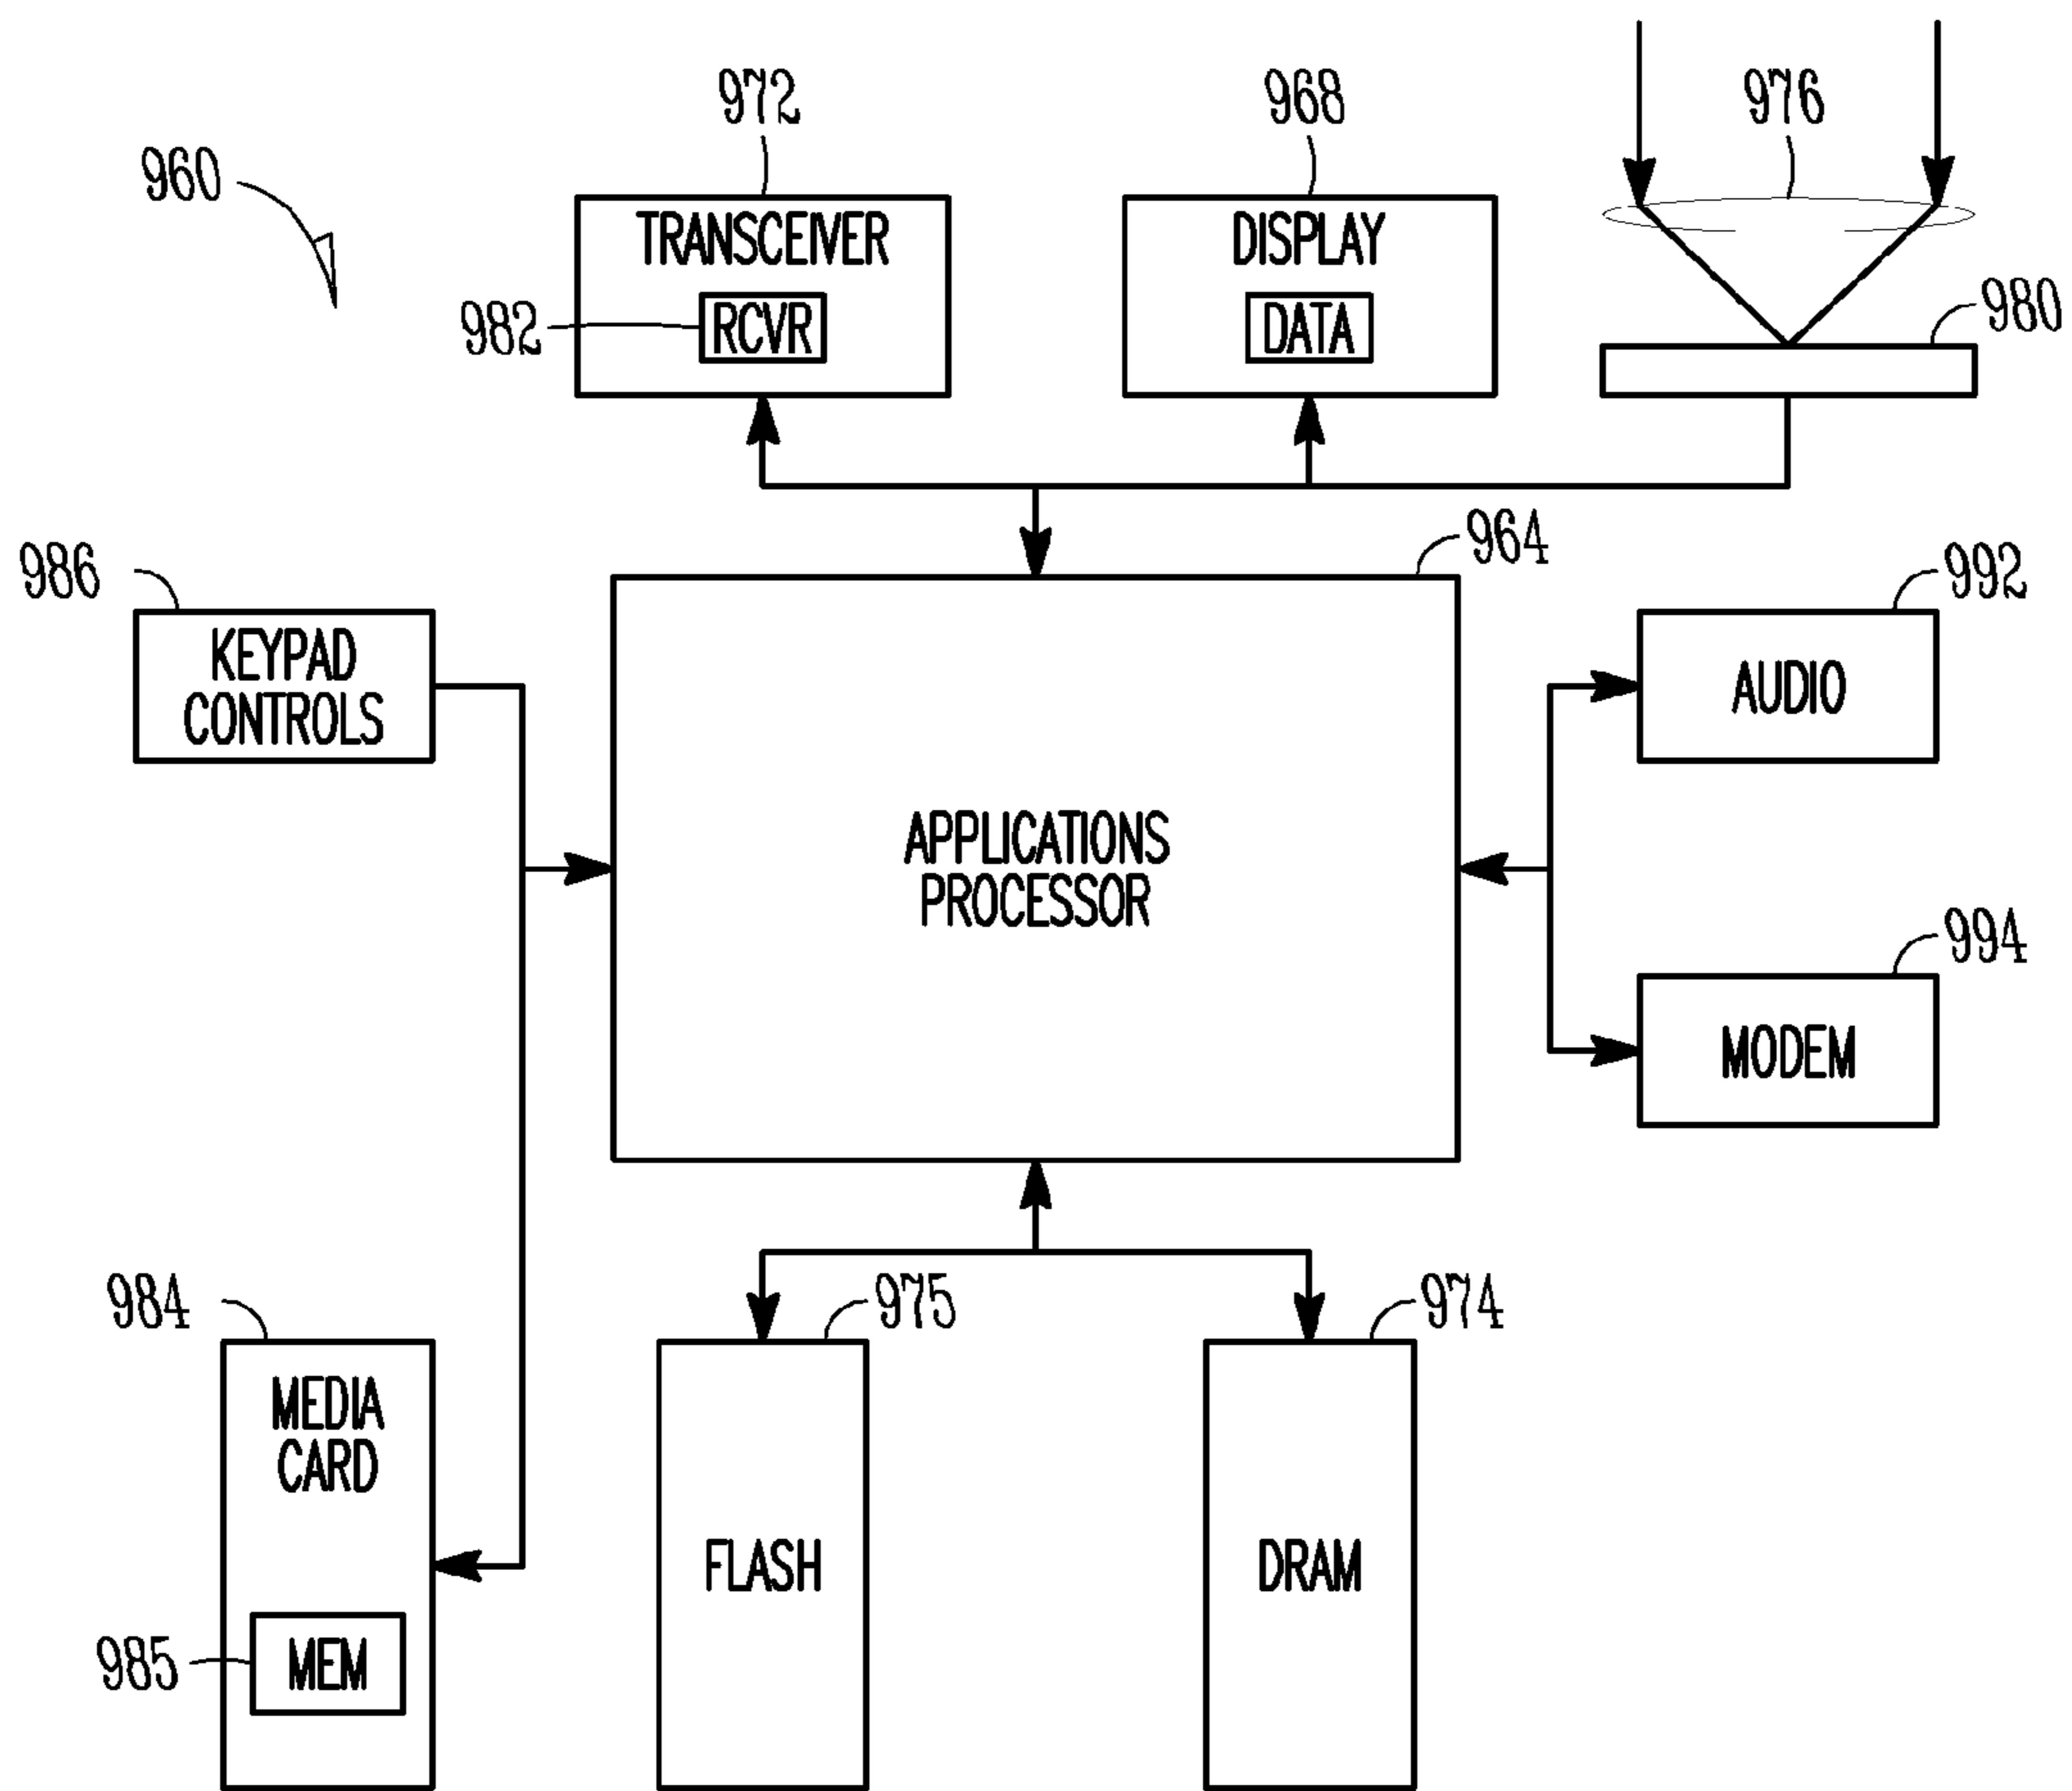 972
968
976
960
TRANSCEIVER
DISPLAY
982
RCVR
DATA
980
964
986
992
KEYPAD
CONTROLS
AUDIO
APPLICATIONS
PROCESSOR
994
MODEM
984
975
974
MEDIA
CARD
FLASH
DRAM
985
MEM